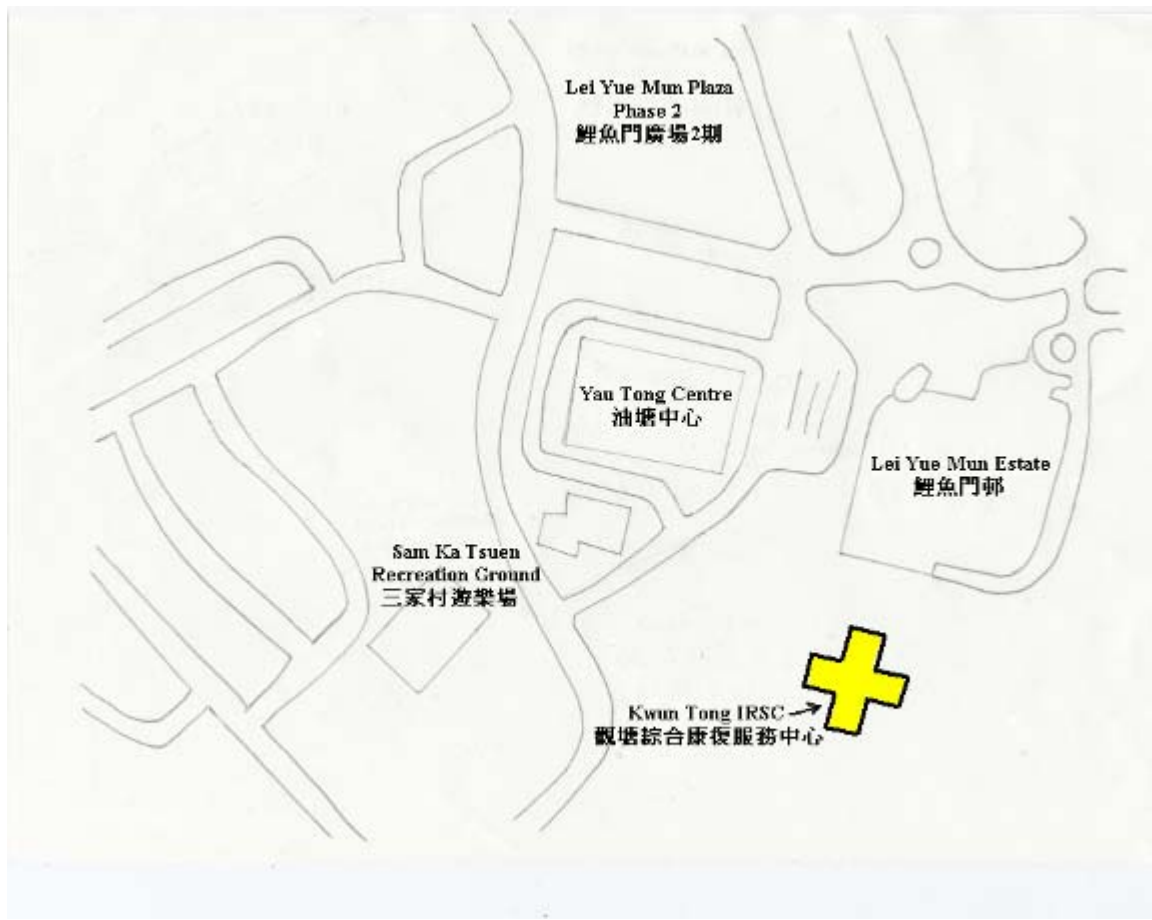 Lei Yue Mun Plaza
Phase 2
鯉魚門廣場2期
Yau Tong Centre
油塘中心
Lei Yue Mun Estate
鯉魚門邨
Sam Ka Tsuen
Recreation Ground
三家村遊樂場
Kwun Tong IRSC
觀塘綜合康復服務中心